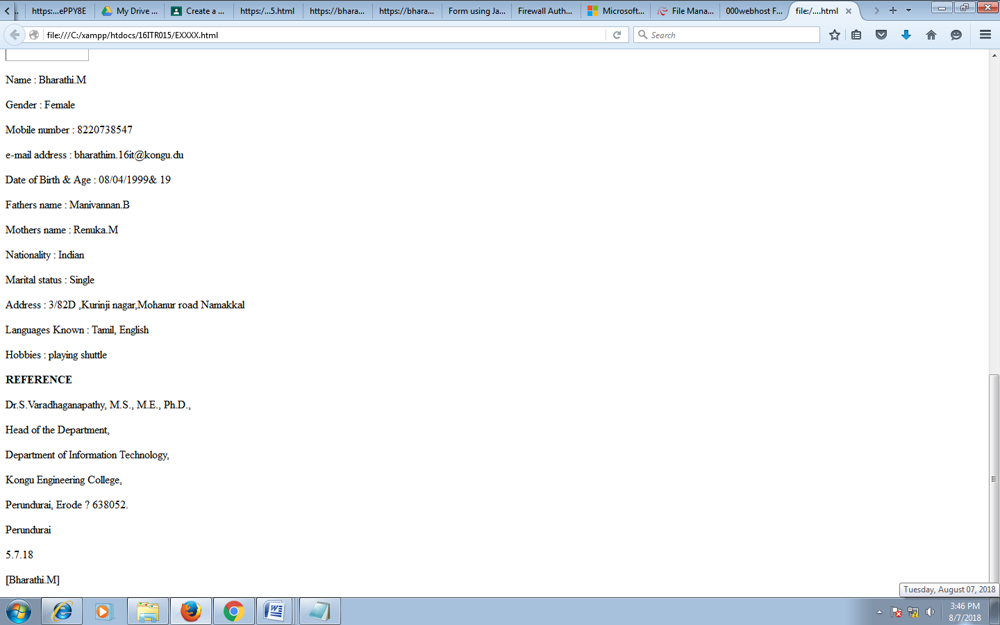 https:...ePPY8E
My Drive ...
Create a ...
https:/...5.html
https://bhara...
https://bhara...
Form using Ja...
Firewall Auth...
Microsoft...
File Mana...
000webhost F...
file:/....html
file:///C:/xampp/htdocs/16ITR015/EXXXX.html
Search
Name : Bharathi.M
Gender : Female
Mobile number : 8220738547
e-mail address : bharathim.16it@kongu.du
Date of Birth & Age : 08/04/1999& 19
Fathers name : Manivannan.B
Mothers name : Renuka.M
Nationality : Indian
Marital status : Single
Address : 3/82D ,Kurinji nagar,Mohanur road Namakkal
Languages Known : Tamil, English
Hobbies : playing shuttle
REFERENCE
Dr.S.Varadhaganapathy, M.S., M.E., Ph.D.,
Head of the Department,
Department of Information Technology,
Kongu Engineering College,
Perundurai, Erode ? 638052.
Perundurai
5.7.18
[Bharathi.M]
Tuesday, August 07, 2018
3:46 PM
8/7/2018